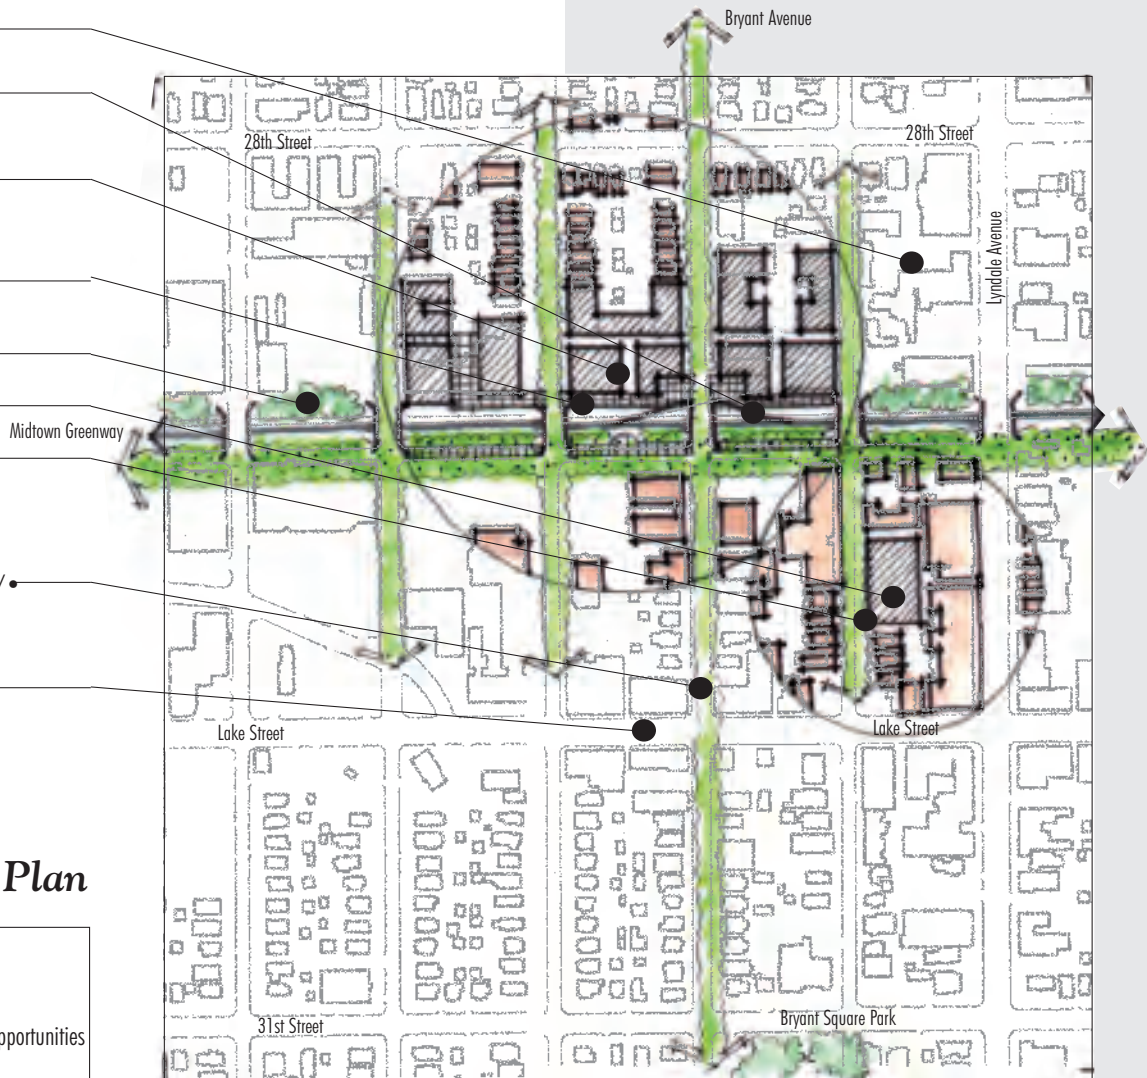 Bryant Avenue
28th Street
28th Street
Lyndale Avenue
Midtown Greenway
/
Lake Street
Lake Street
Plan
31st Street
Bryant Square Park
opportunities